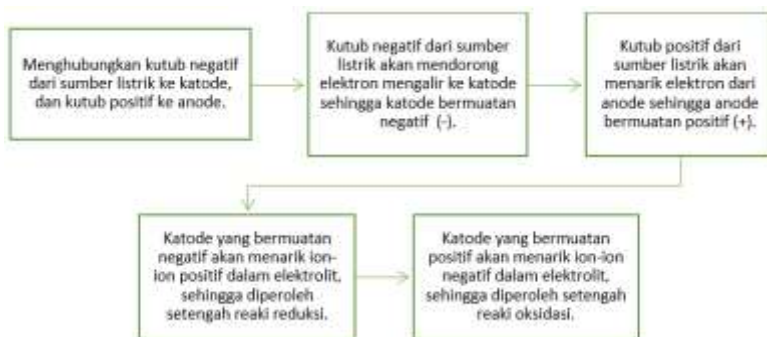 Menghubungkan kutub negatif
dari sumber listrik ke katode,
dan kutub positif ke anode.
Kutub negatif dari sumber
listrik akan mendorong
elektron mengalir ke katode
sehingga katode bermuatan
negatif (-).
Kutub positif dari
sumber listrik akan
menarik elektron dari
anode sehingga anode
bermuatan positif (+).
Katode yang bermuatan
negatif akan menarik ion-
ion positif dalam elektrolit,
sehingga diperoleh
setengah reaki reduksi.
Katode yang bermuatan
positif akan menarik ion-ion
negatif dalam elektrolit,
sehingga diperoleh setengah
reaki oksidasi.